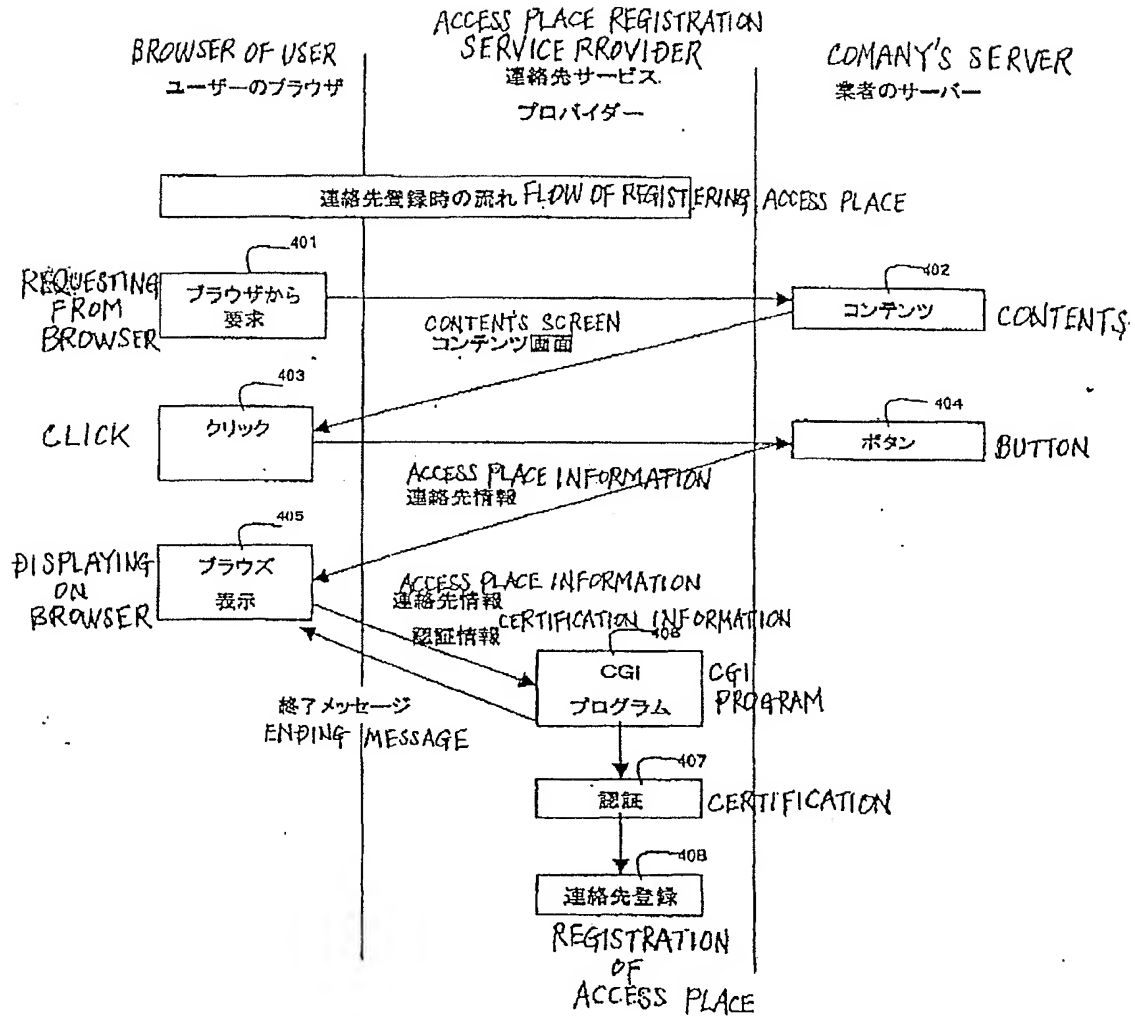 ACCESS PLACE REGISTRATION
BROWSER OF USER
SERVICE RROVIDER
COMANY'S SERVER
ユーザーのブラウザ
連絡先サービス
プロバイダー
業者のサーバー
連絡先登録時の流れ FLOW OF REGISTERING ACCESS PLACE
401
402
REQUESTING
FROM
BROWSER
ブラウザから
要求
コンテンツ
CONTENTS
CONTENTS SCREEN
コンテンツ画面
403
404
CLICK
クリック
ボタン
BUTTON
ACCESS PLACE INFORMATION
連絡先情報
405
DISPLAYING
ON
BROWSER
ブラウズ
表示
ACCESS PLACE INFORMATION
連絡先情報
CERTIFICATION INFORMATION
認証情報
406
CGI
プログラム
CGI
PROGRAM
終了メッセージ
ENDING MESSAGE
407
認証
CERTIFICATION
408
連絡先登録
REGISTRATION
OF
ACCESS PLACE